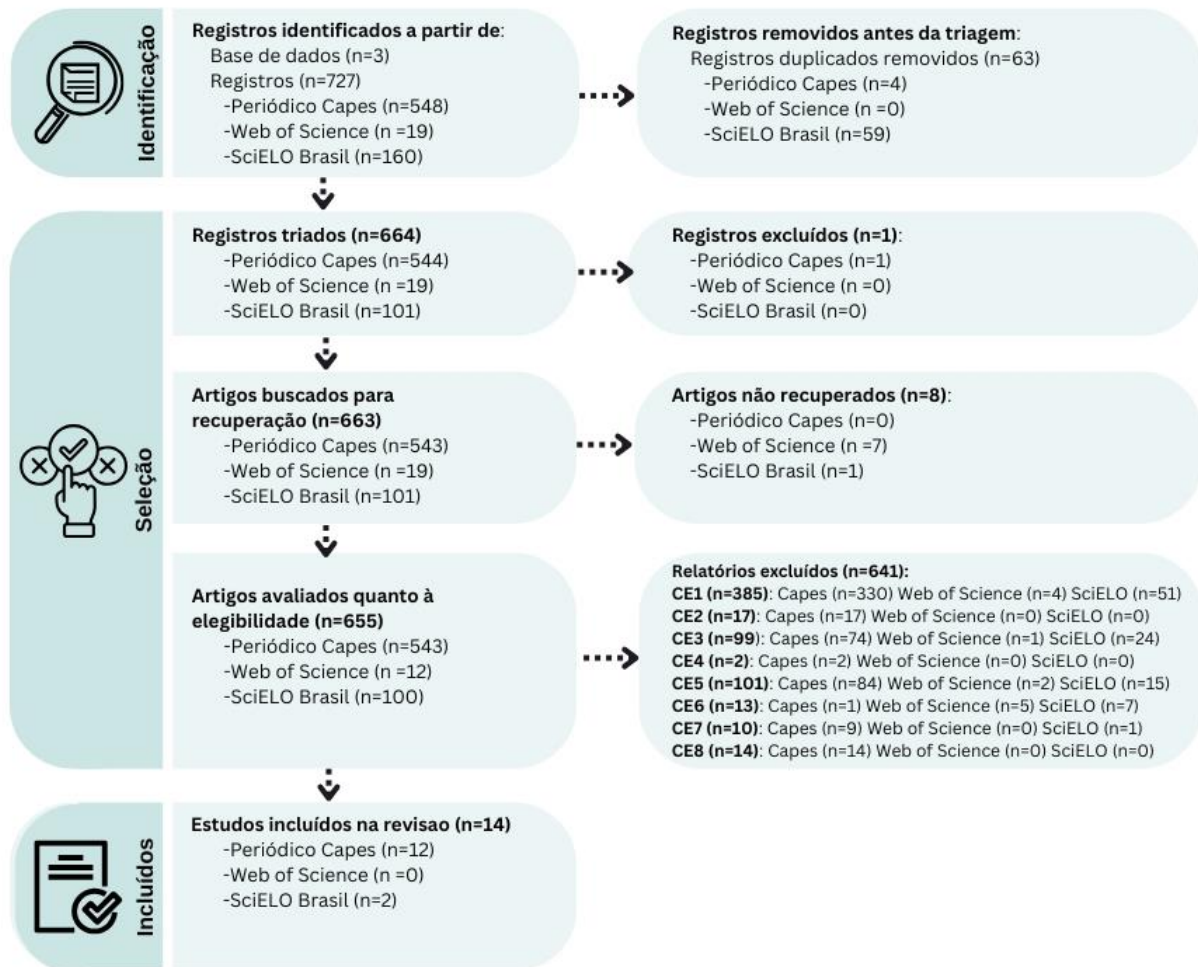 Identificação
Registros identificados a partir de:
Base de dados (n=3)
Registros (n=727)
-Periódico Capes (n=548)
-Web of Science (n =19)
-SciELO Brasil (n=160)
Registros removidos antes da triagem:
Registros duplicados removidos (n=63)
-Periódico Capes (n=4)
-Web of Science (n =0)
-SciELO Brasil (n=59)
Seleção
Registros triados (n=664)
-Periódico Capes (n=544)
-Web of Science (n =19)
-SciELO Brasil (n=101)
Registros excluídos (n=1):
-Periódico Capes (n=1)
-Web of Science (n =0)
-SciELO Brasil (n=0)
Artigos buscados para
recuperação (n=663)
-Periódico Capes (n=543)
-Web of Science (n =19)
-SciELO Brasil (n=101)
Artigos não recuperados (n=8):
-Periódico Capes (n=0)
-Web of Science (n =7)
-SciELO Brasil (n=1)
Artigos avaliados quanto à
elegibilidade (n=655)
-Periódico Capes (n=543)
-Web of Science (n =12)
-SciELO Brasil (n=100)
Relatórios excluídos (n=641):
CE1 (n=385): Capes (n=330) Web of Science (n=4) SciELO (n=51)
CE2 (n=17): Capes (n=17) Web of Science (n=0) SciELO (n=0)
CE3 (n=99): Capes (n=74) Web of Science (n=1) SciELO (n=24)
CE4 (n=2): Capes (n=2) Web of Science (n=0) SciELO (n=0)
CE5 (n=101): Capes (n=84) Web of Science (n=2) SciELO (n=15)
CE6 (n=13): Capes (n=1) Web of Science (n=5) SciELO (n=7)
CE7 (n=10): Capes (n=9) Web of Science (n=0) SciELO (n=1)
CE8 (n=14): Capes (n=14) Web of Science (n=0) SciELO (n=0)
Incluídos
Estudos incluídos na revisao (n=14)
-Periódico Capes (n=12)
-Web of Science (n =0)
-SciELO Brasil (n=2)